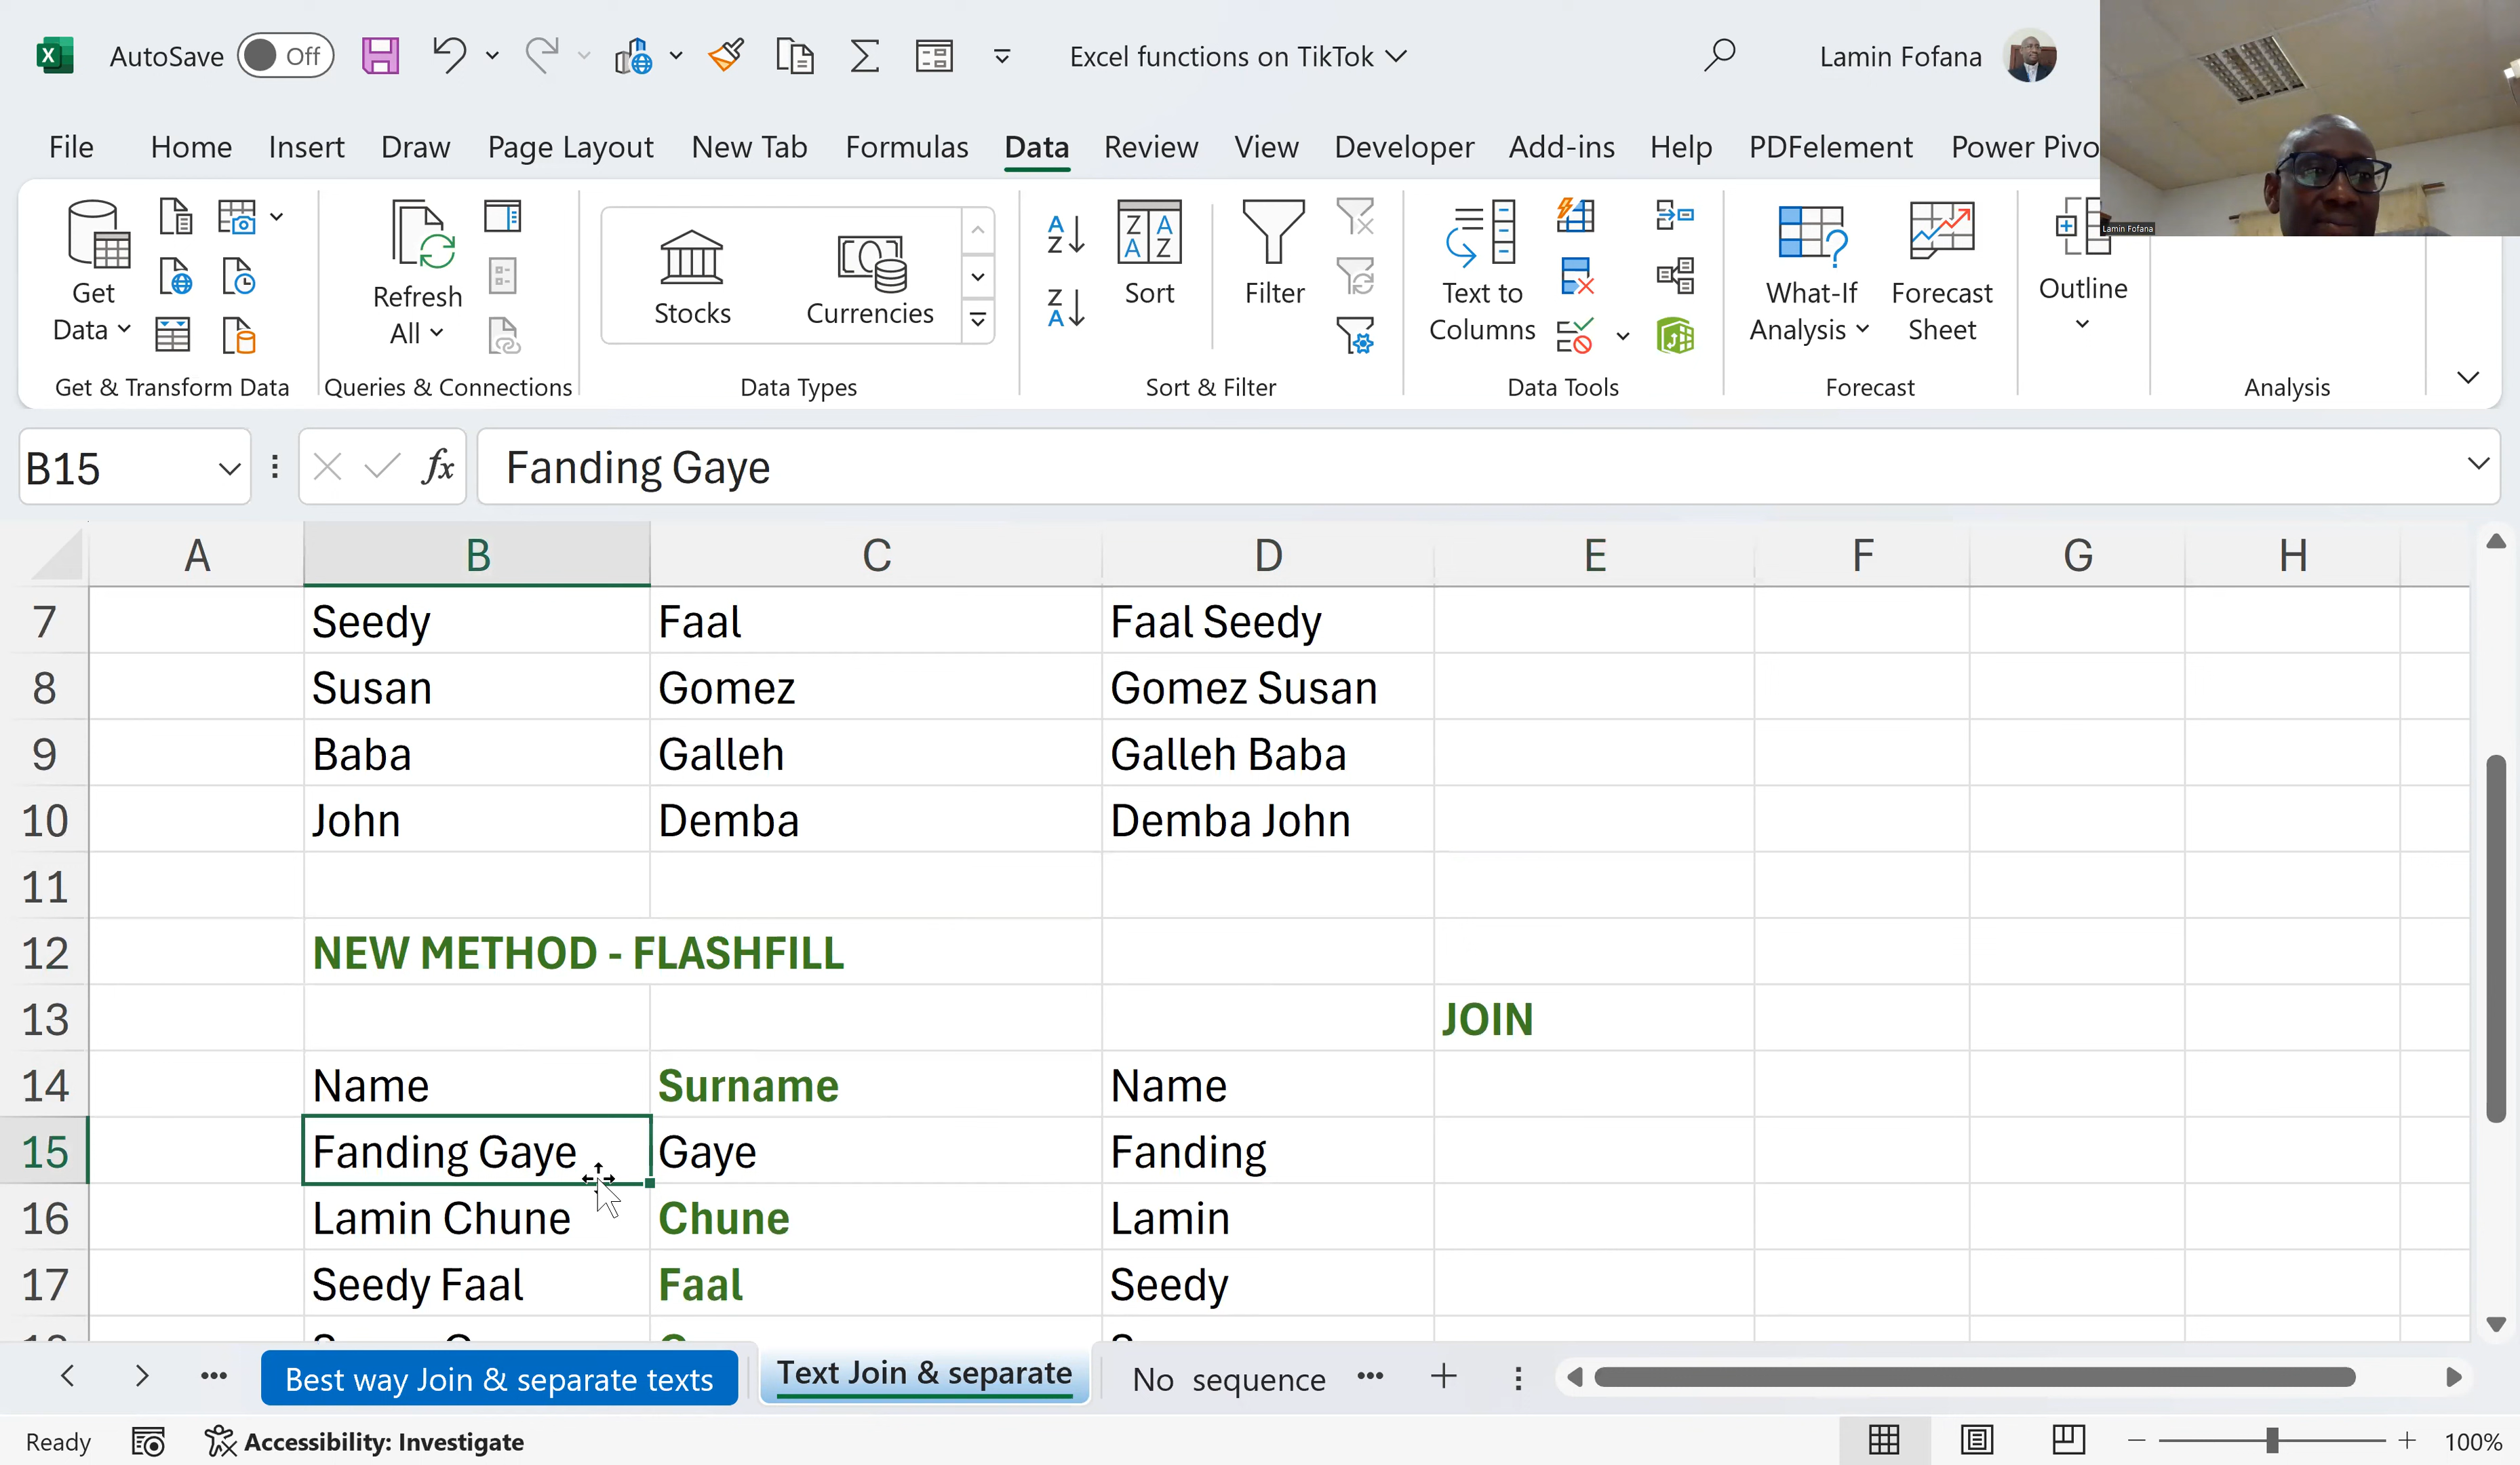 AutoSave Off Excel functions on TikTok Lamin Fofana
File Home Insert Draw Page Layout New Tab Formulas Data Review View Developer Add-ins Help PDFelement Power Pivo
Lamin Fofana
Get Data
Refresh All
Stocks
Currencies
Sort
Filter
Text to Columns
What-If Analysis
Forecast Sheet
Outline
Get & Transform Data Queries & Connections Data Types Sort & Filter Data Tools Forecast Analysis
B15 fx Fanding Gaye
A B C D E F G H
7 Seedy Faal Faal Seedy
8 Susan Gomez Gomez Susan
9 Baba Galleh Galleh Baba
10 John Demba Demba John
11
12 NEW METHOD - FLASHFILL
13 JOIN
14 Name Surname Name
15 Fanding Gaye Gaye Fanding
16 Lamin Chune Chune Lamin
17 Seedy Faal Faal Seedy
Best way Join & separate texts Text Join & separate No sequence
Ready Accessibility: Investigate 100%